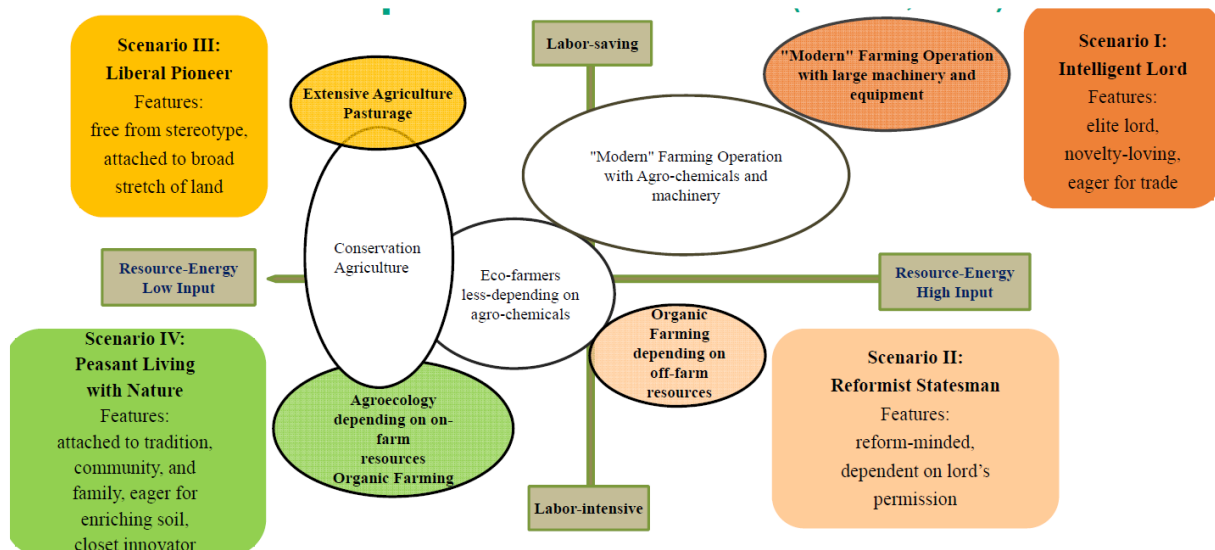 Scenario III:
Liberal Pioneer
Features:
free from stereotype,
attached to broad
stretch of land
Extensive Agriculture
Pasturage
Labor-saving
"Modern" Farming Operation
with large machinery and
equipment
Scenario I:
Intelligent Lord
Features:
elite lord,
novelty-loving,
eager for trade
"Modern" Farming Operation
with Agro-chemicals and
machinery
Conservation
Agriculture
Eco-farmers
less-depending on
agro-chemicals
Resource-Energy
Low Input
Resource-Energy
High Input
Scenario IV:
Peasant Living
with Nature
Features:
attached to tradition,
community, and
family, eager for
enriching soil,
closet innovator
Agroecology
depending on on-
farm
resources
Organic Farming
Organic
Farming
depending on
off-farm
resources
Labor-intensive
Scenario II:
Reformist Statesman
Features:
reform-minded,
dependent on lord's
permission